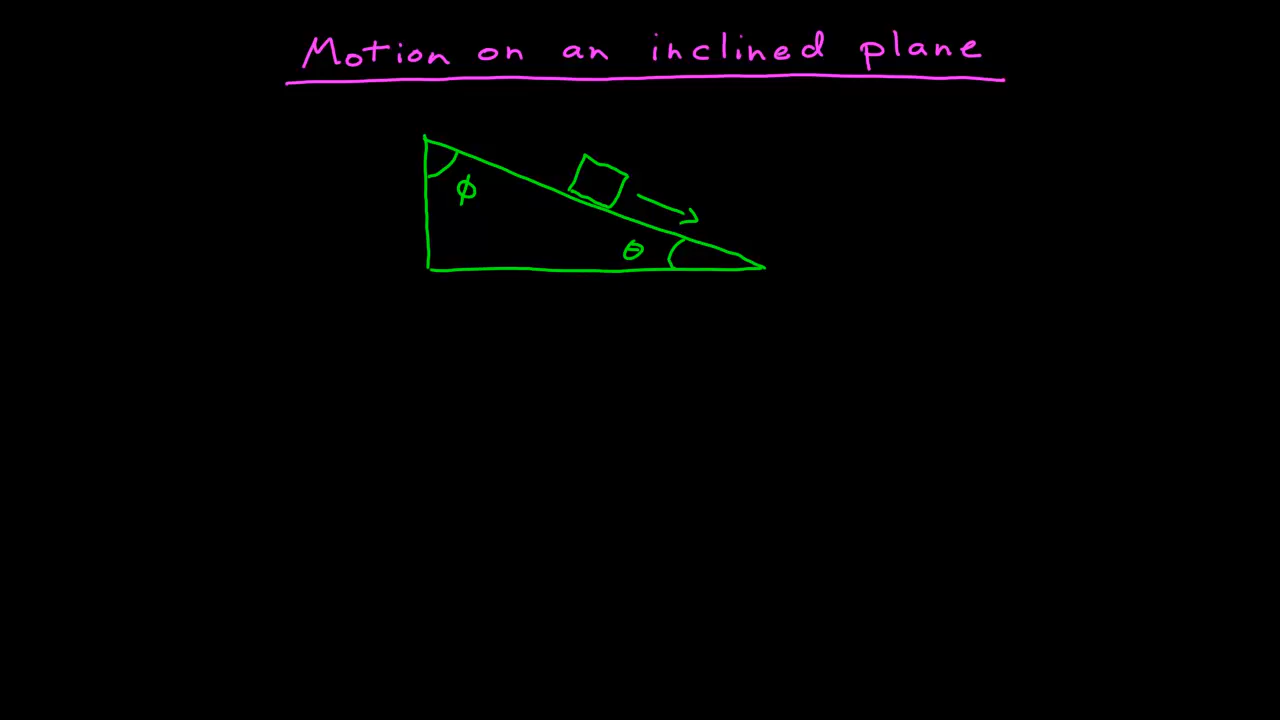 Motion on an inclined plane
ϕ
θ